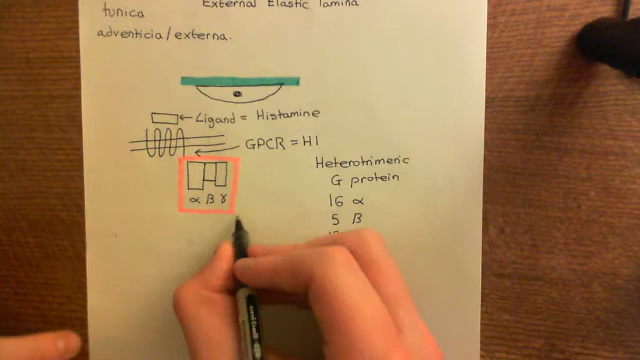 External Elastic lamina
tunica
adventicia/externa.
Ligand = Histamine
GPCR = H1
Heterotrimeric
G protein
α β γ
16 α
5 β